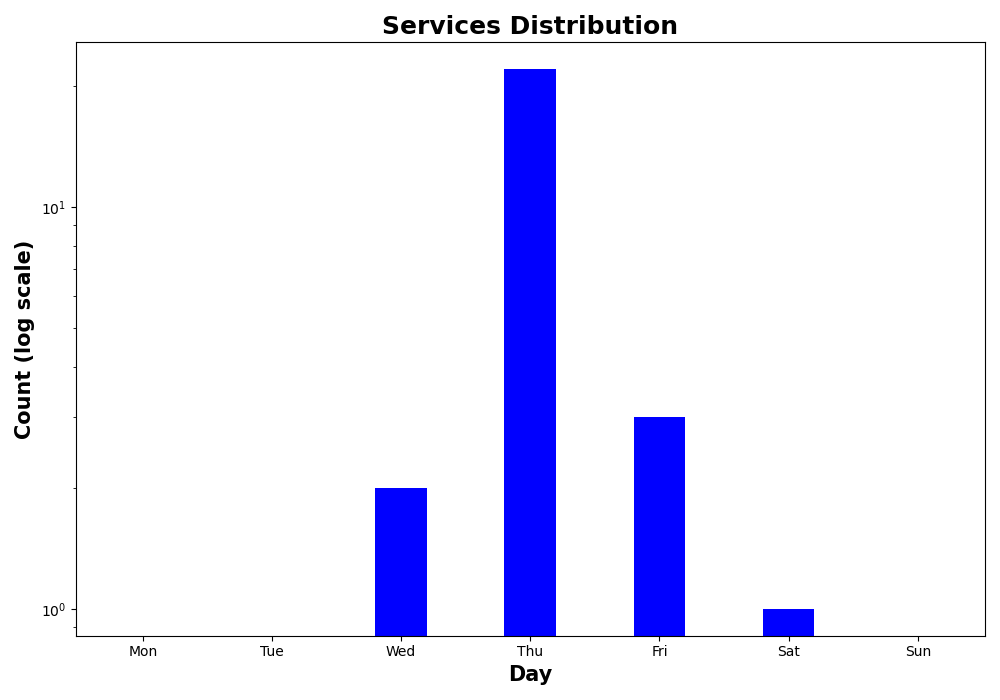 Services Distribution
Count (log scale)
10¹
10⁰
Mon Tue Wed Thu Fri Sat Sun
Day